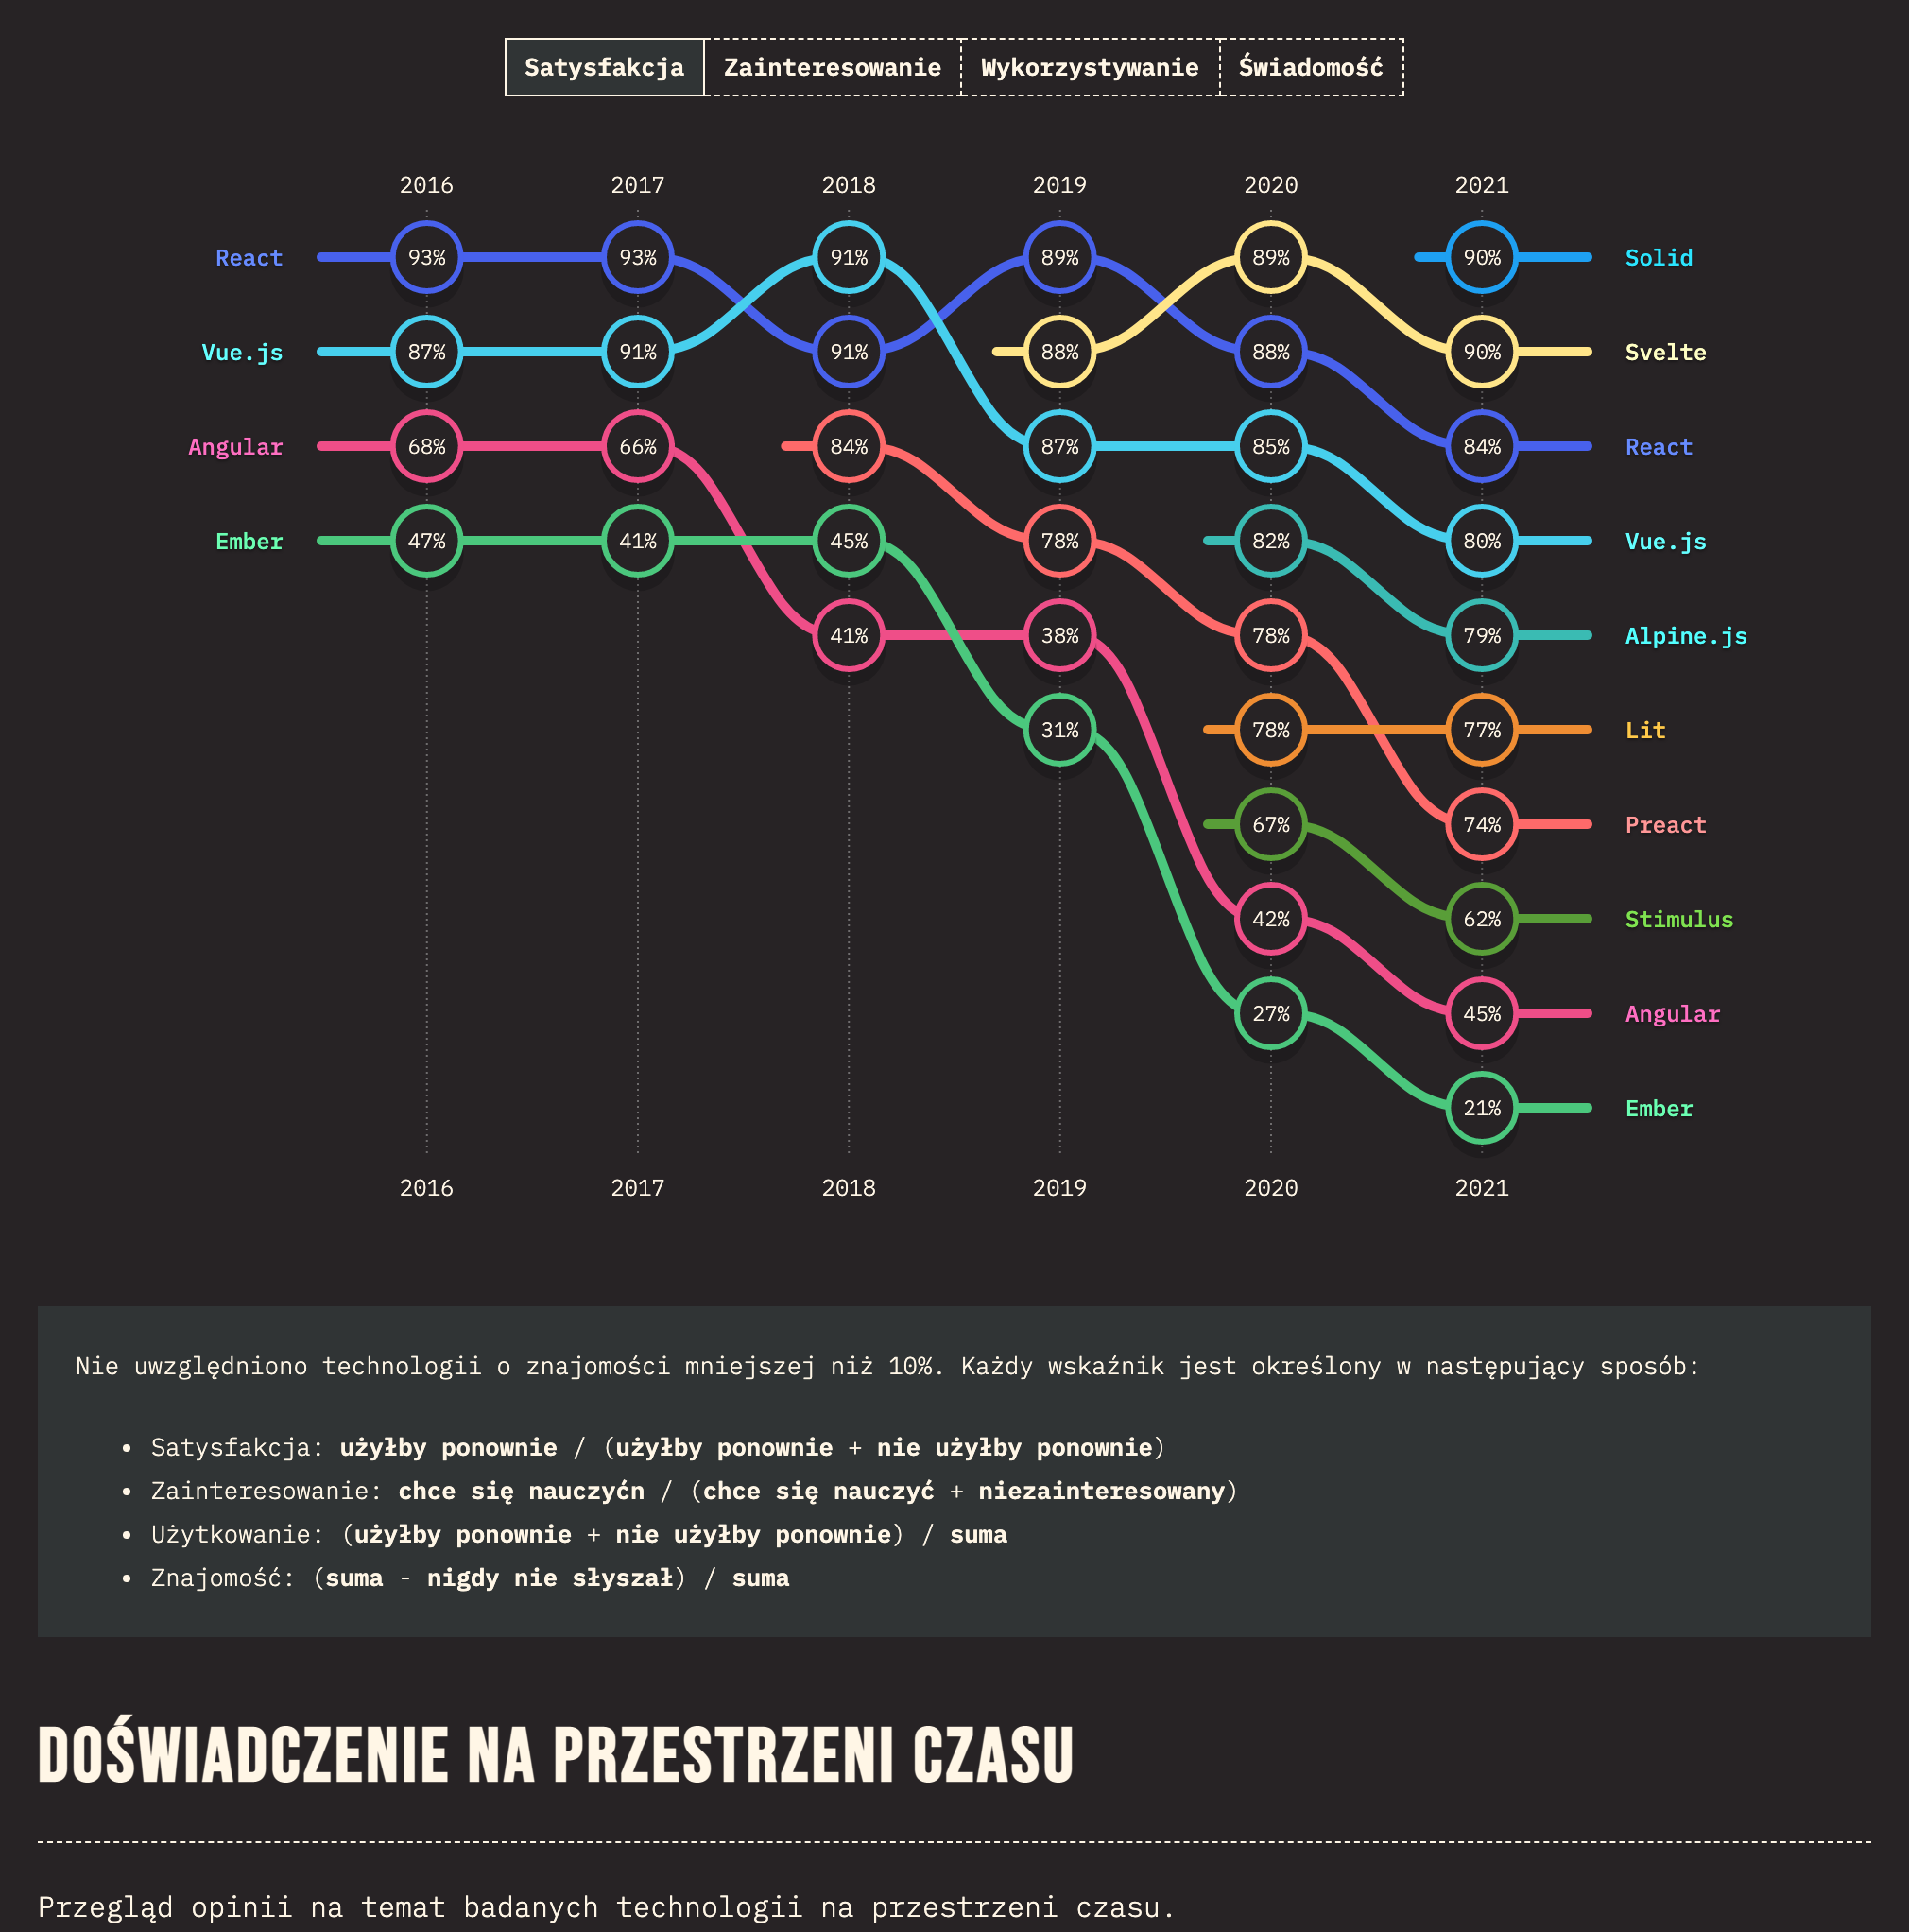 Satysfakcja Zainteresowanie Wykorzystywanie Świadomość
2016 2017 2018 2019 2020 2021
React 93% 93% 91% 89% 89% 90% Solid
Vue.js 87% 91% 91% 88% 88% 90% Svelte
Angular 68% 66% 84% 87% 85% 84% React
Ember 47% 41% 45% 78% 82% 80% Vue.js
41% 38% 78% 79% Alpine.js
31% 78% 77% Lit
67% 74% Preact
42% 62% Stimulus
27% 45% Angular
21% Ember
2016 2017 2018 2019 2020 2021
Nie uwzględniono technologii o znajomości mniejszej niż 10%. Każdy wskaźnik jest określony w następujący sposób:
• Satysfakcja: użyłby ponownie / (użyłby ponownie + nie użyłby ponownie)
• Zainteresowanie: chce się nauczyćn / (chce się nauczyć + niezainteresowany)
• Użytkowanie: (użyłby ponownie + nie użyłby ponownie) / suma
• Znajomość: (suma - nigdy nie słyszał) / suma
DOŚWIADCZENIE NA PRZESTRZENI CZASU
Przegląd opinii na temat badanych technologii na przestrzeni czasu.